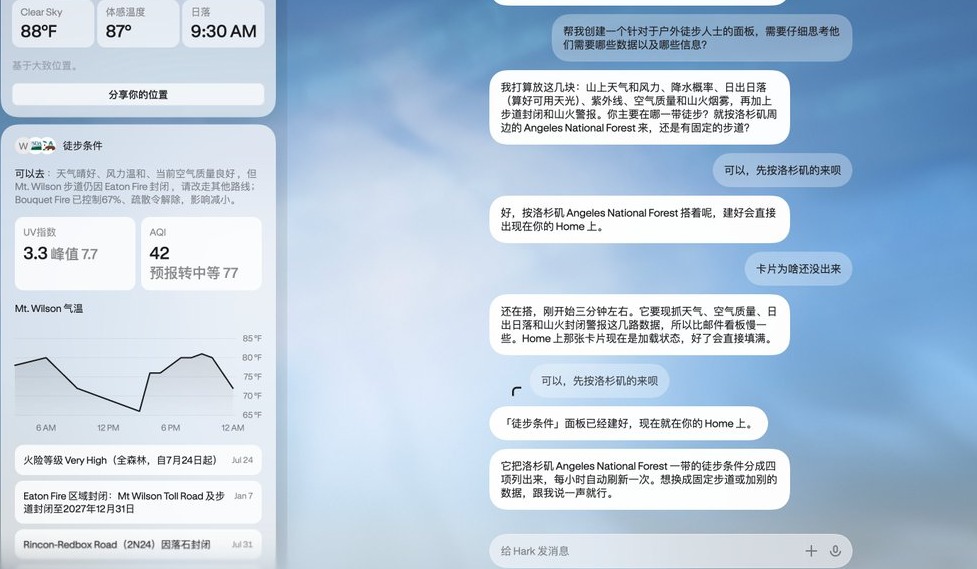 Clear Sky
88°F
体感温度
87°
日落
9:30 AM
基于大致位置。
分享你的位置
W
徒步条件
可以去： 天气晴好、风力温和、当前空气质量良好，但
Mt. Wilson 步道仍因 Eaton Fire 封闭，请改走其他路线；
Bouquet Fire 已控制67%、疏散令解除，影响减小。
UV指数
3.3 峰值 7.7
AQI
42
预报转中等 77
Mt. Wilson 气温
85 °F
80 °F
75 °F
70 °F
65 °F
6 AM
12 PM
6 PM
12 AM
火险等级 Very High（全森林，自7月24日起）
Jul 24
Eaton Fire 区域封闭：Mt Wilson Toll Road 及步
道封闭至2027年12月31日
Jan 7
Rincon-Redbox Road（2N24）因落石封闭
Jul 31
帮我创建一个针对于户外徒步人士的面板，需要仔细思考他
们需要哪些数据以及哪些信息？
我打算放这几块：山上天气和风力、降水概率、日出日落
（算好可用天光）、紫外线、空气质量和山火烟雾，再加上
步道封闭和山火警报。你主要在哪一带徒步？就按洛杉矶周
边的 Angeles National Forest 来，还是有固定的步道？
可以，先按洛杉矶的来呗
好，按洛杉矶 Angeles National Forest 搭着呢，建好会直接
出现在你的 Home 上。
卡片为啥还没出来
还在搭，刚开始三分钟左右。它要现抓天气、空气质量、日
出日落和山火封闭警报这几路数据，所以比邮件看板慢一
些。Home 上那张卡片现在是加载状态，好了会直接填满。
可以，先按洛杉矶的来呗
「徒步条件」面板已经建好，现在就在你的 Home 上。
它把洛杉矶 Angeles National Forest 一带的徒步条件分成四
项列出来，每小时自动刷新一次。想换成固定步道或加别的
数据，跟我说一声就行。
给 Hark 发消息